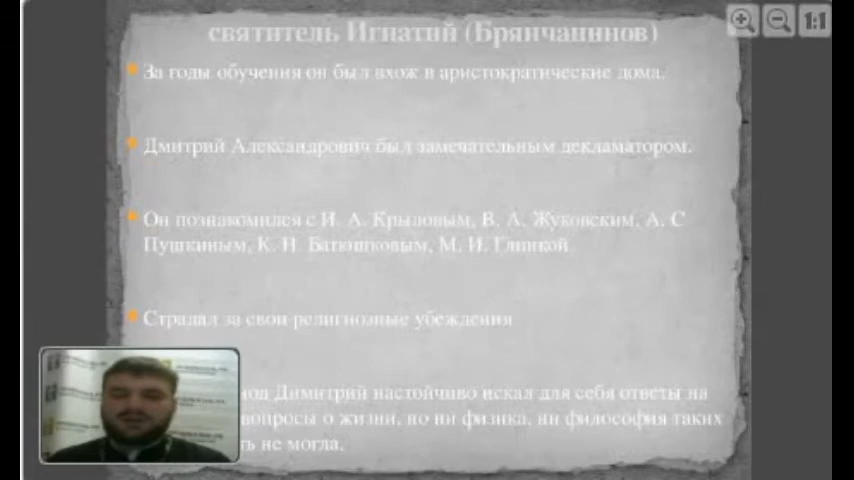 святитель Игнатий (Брянчанинов)
1:1
За годы обучения он был вхож в аристократические дома.
Дмитрий Александрович был замечательным декламатором.
Он познакомился с И. А. Крыловым, В. А. Жуковским, А. С
Пушкиным, К. Н. Батюшковым, М. И. Глинкой
Страдал за свои религиозные убеждения
Димитрий настойчиво искал для себя ответы на
вопросы о жизни, но ни физика, ни философия таких
не могла.